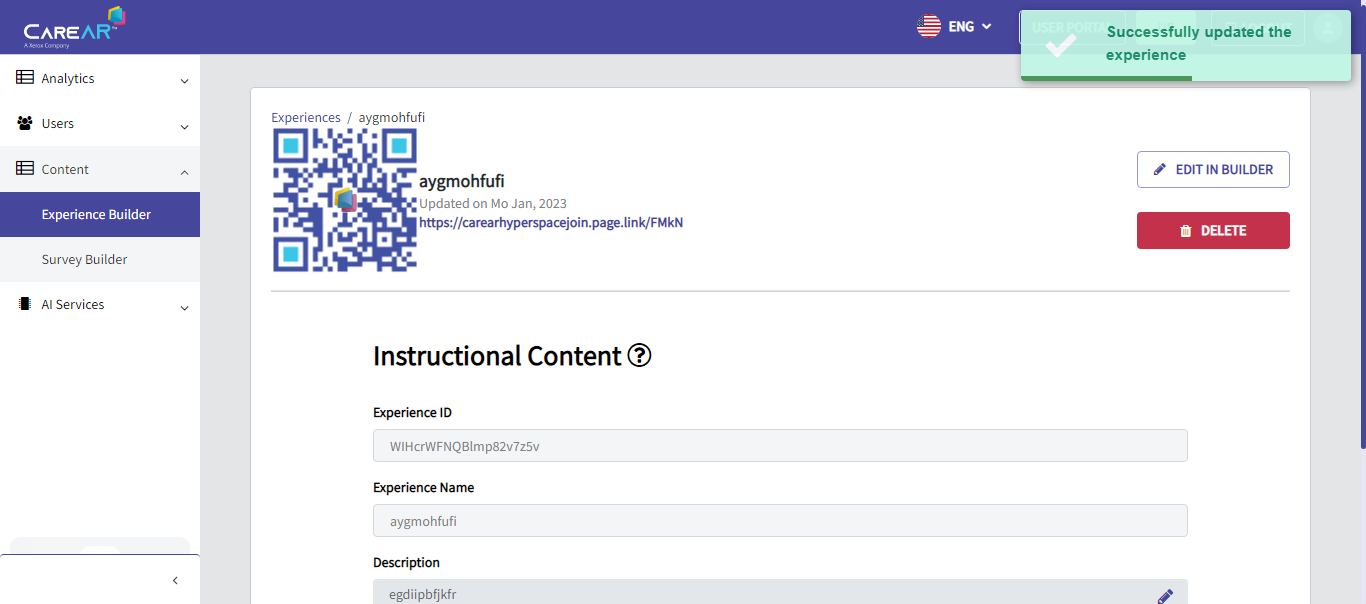 CAREAR™
A Xerox Company
ENG
USER PORTA
Successfully updated the
experience
Analytics
Users
Content
Experience Builder
Survey Builder
AI Services
Experiences / aygmohfufi
aygmohfufi
Updated on Mo Jan, 2023
https://carearhyperspacejoin.page.link/FMkN
EDIT IN BUILDER
DELETE
Instructional Content
Experience ID
WIHcrWFNQBlmp82v7z5v
Experience Name
aygmohfufi
Description
egdiipbfjkfr